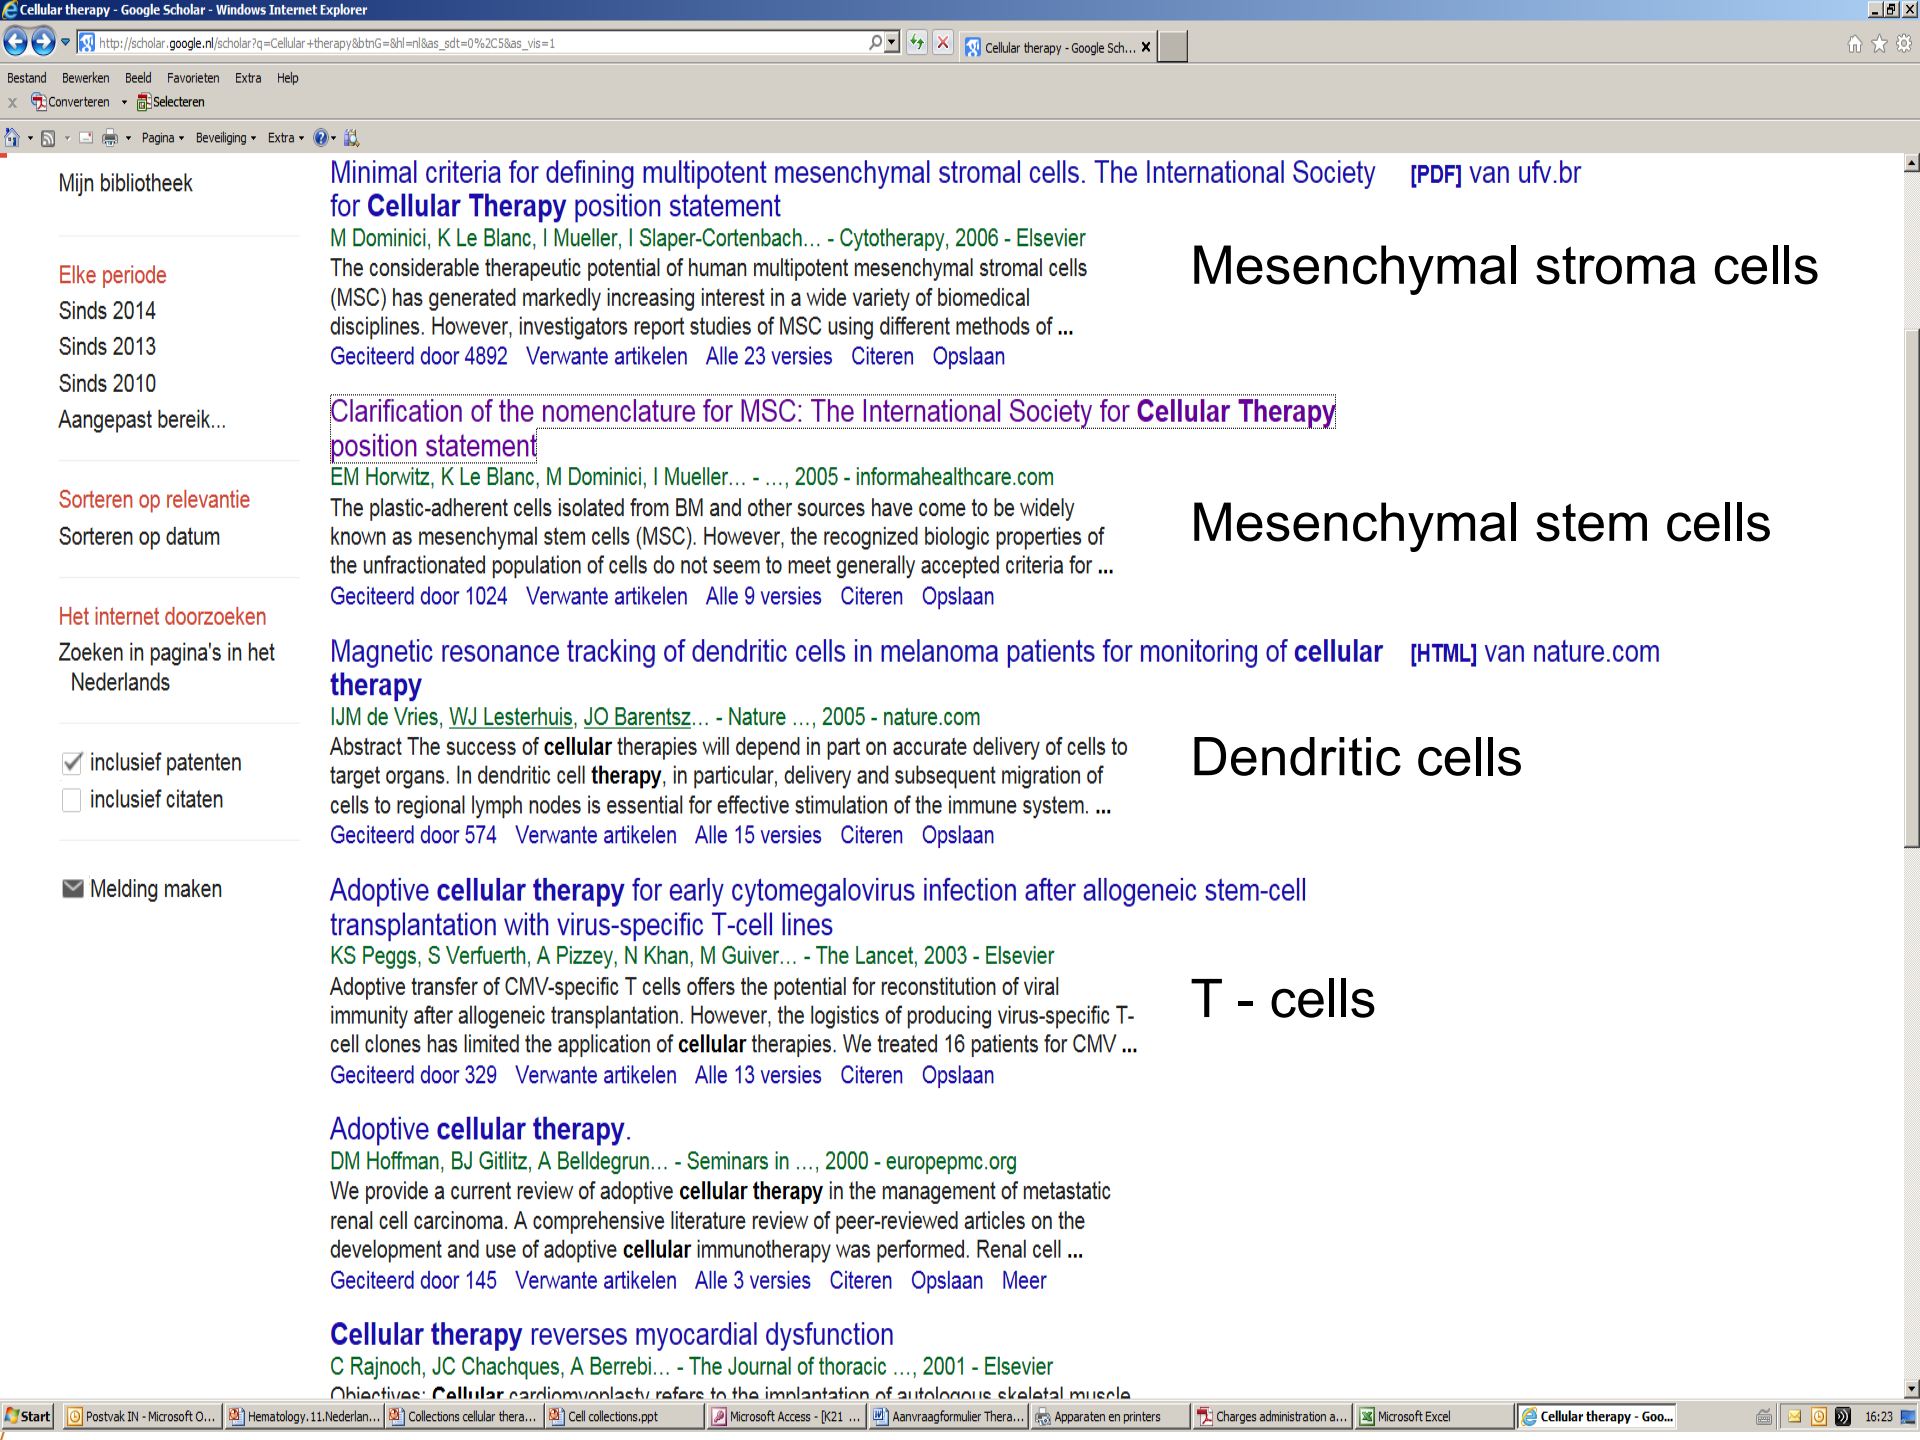 Cellular therapy - Google Scholar - Windows Internet Explorer
http://scholar.google.nl/scholar?q=Cellular+therapy&btnG=&hl=nl&as_sdt=0%2C5&as_vis=1
Cellular therapy - Google Sch...
Bestand Bewerken Beeld Favorieten Extra Help
x Converteren Selecteren
Pagina Beveiliging Extra
Mijn bibliotheek
Elke periode
Sinds 2014
Sinds 2013
Sinds 2010
Aangepast bereik...
Sorteren op relevantie
Sorteren op datum
Het internet doorzoeken
Zoeken in pagina's in het
Nederlands
inclusief patenten
inclusief citaten
Melding maken
Minimal criteria for defining multipotent mesenchymal stromal cells. The International Society
for Cellular Therapy position statement
[PDF] van ufv.br
M Dominici, K Le Blanc, I Mueller, I Slaper-Cortenbach... - Cytotherapy, 2006 - Elsevier
The considerable therapeutic potential of human multipotent mesenchymal stromal cells
(MSC) has generated markedly increasing interest in a wide variety of biomedical
disciplines. However, investigators report studies of MSC using different methods of ...
Geciteerd door 4892 Verwante artikelen Alle 23 versies Citeren Opslaan
Mesenchymal stroma cells
Clarification of the nomenclature for MSC: The International Society for Cellular Therapy
position statement
EM Horwitz, K Le Blanc, M Dominici, I Mueller... - ..., 2005 - informahealthcare.com
The plastic-adherent cells isolated from BM and other sources have come to be widely
known as mesenchymal stem cells (MSC). However, the recognized biologic properties of
the unfractionated population of cells do not seem to meet generally accepted criteria for ...
Geciteerd door 1024 Verwante artikelen Alle 9 versies Citeren Opslaan
Mesenchymal stem cells
Magnetic resonance tracking of dendritic cells in melanoma patients for monitoring of cellular
therapy
[HTML] van nature.com
IJM de Vries, WJ Lesterhuis, JO Barentsz... - Nature ..., 2005 - nature.com
Abstract The success of cellular therapies will depend in part on accurate delivery of cells to
target organs. In dendritic cell therapy, in particular, delivery and subsequent migration of
cells to regional lymph nodes is essential for effective stimulation of the immune system. ...
Geciteerd door 574 Verwante artikelen Alle 15 versies Citeren Opslaan
Dendritic cells
Adoptive cellular therapy for early cytomegalovirus infection after allogeneic stem-cell
transplantation with virus-specific T-cell lines
KS Peggs, S Verfuerth, A Pizzey, N Khan, M Guiver... - The Lancet, 2003 - Elsevier
Adoptive transfer of CMV-specific T cells offers the potential for reconstitution of viral
immunity after allogeneic transplantation. However, the logistics of producing virus-specific T-
cell clones has limited the application of cellular therapies. We treated 16 patients for CMV ...
Geciteerd door 329 Verwante artikelen Alle 13 versies Citeren Opslaan
T - cells
Adoptive cellular therapy.
DM Hoffman, BJ Gitlitz, A Belldegrun... - Seminars in ..., 2000 - europepmc.org
We provide a current review of adoptive cellular therapy in the management of metastatic
renal cell carcinoma. A comprehensive literature review of peer-reviewed articles on the
development and use of adoptive cellular immunotherapy was performed. Renal cell ...
Geciteerd door 145 Verwante artikelen Alle 3 versies Citeren Opslaan Meer
Cellular therapy reverses myocardial dysfunction
C Rajnoch, JC Chachques, A Berrebi... - The Journal of thoracic ..., 2001 - Elsevier
Objectives: Cellular cardiomyoplasty refers to the implantation of autologous skeletal muscle
Start Postvak IN - Microsoft O... Hematology.11.Nederlan... Collections cellular thera... Cell collections.ppt Microsoft Access - [K21 ... Aanvraagformulier Thera... Apparaten en printers Charges administration a... Microsoft Excel Cellular therapy - Goo... 16:23